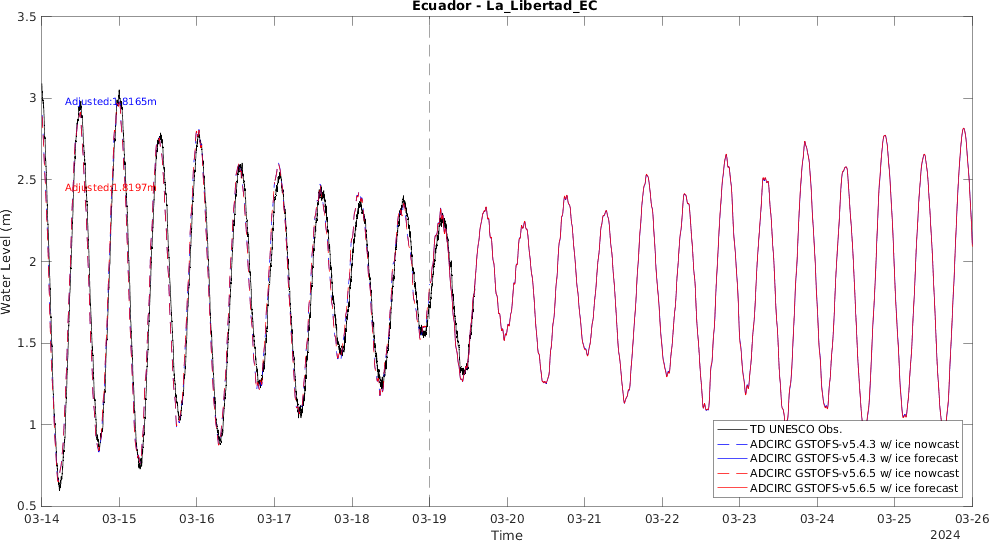 Ecuador - La_Libertad_EC
3.5
3
2.5
2
1.5
1
0.5
Water Level (m)
Adjusted:1.8165m
Adjusted:1.8197m
TD UNESCO Obs.
ADCIRC GSTOFS-v5.4.3 w/ ice nowcast
ADCIRC GSTOFS-v5.4.3 w/ ice forecast
ADCIRC GSTOFS-v5.6.5 w/ ice nowcast
ADCIRC GSTOFS-v5.6.5 w/ ice forecast
03-14 03-15 03-16 03-17 03-18 03-19 03-20 03-21 03-22 03-23 03-24 03-25 03-26
Time
2024